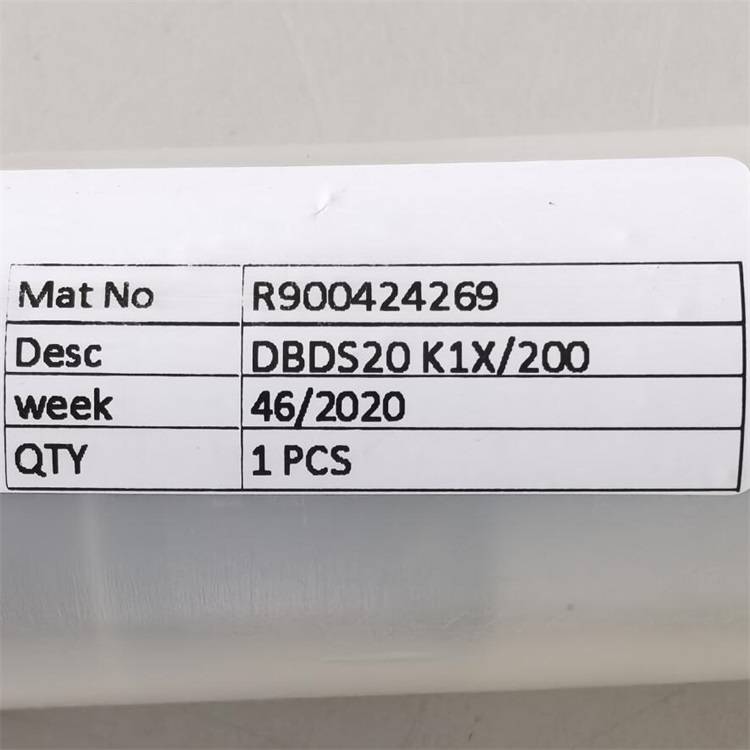 Mat No R900424269
Desc DBDS20 K1X/200
week 46/2020
QTY 1 PCS